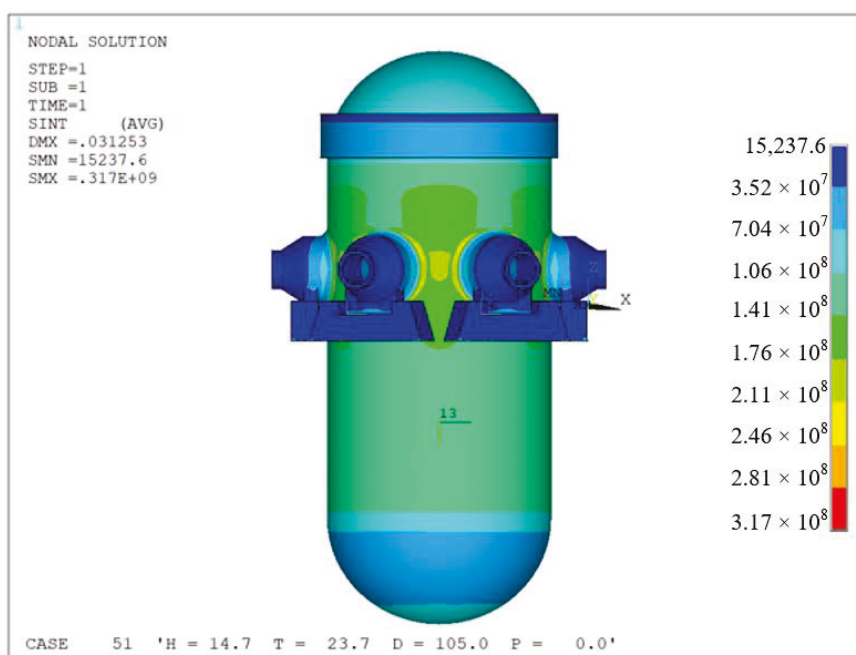 1
NODAL SOLUTION
STEP=1
SUB =1
TIME=1
SINT (AVG)
DMX =.031253
SMN =15237.6
SMX =.317E+09
15,237.6
3.52 × 10⁷
7.04 × 10⁷
1.06 × 10⁸
1.41 × 10⁸
1.76 × 10⁸
2.11 × 10⁸
2.46 × 10⁸
2.81 × 10⁸
3.17 × 10⁸
Z
X
13
CASE 51 'H = 14.7 T = 23.7 D = 105.0 P = 0.0'